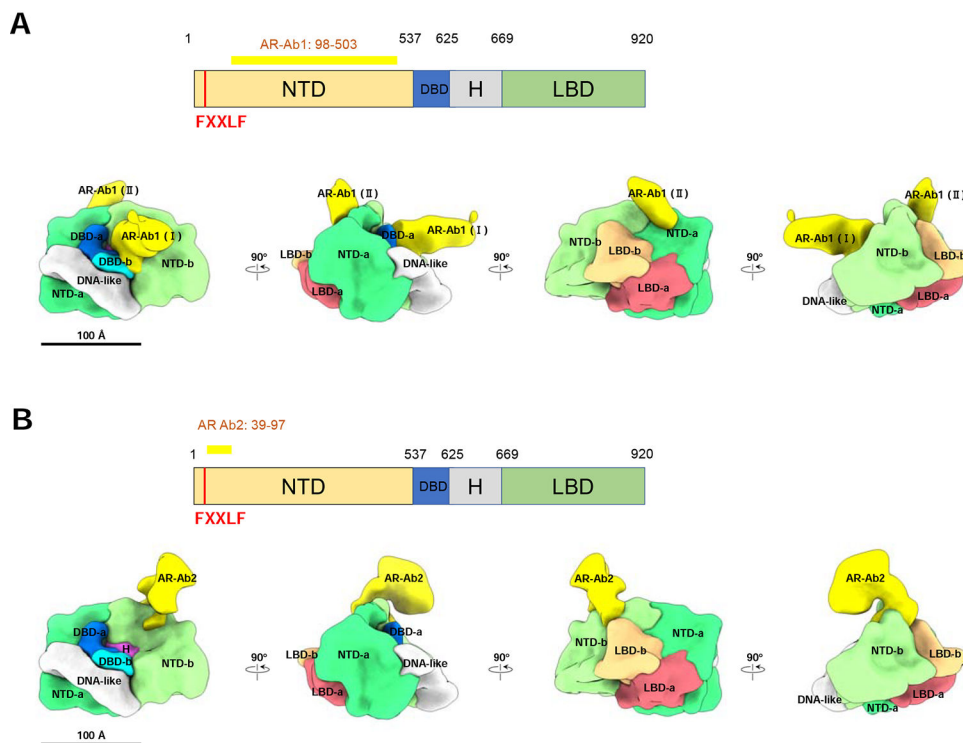 A
1 537 625 669 920
AR-Ab1: 98-503
NTD DBD H LBD
FXXLF
AR-Ab1 (Ⅱ) AR-Ab1 (Ⅱ) AR-Ab1 (Ⅱ) AR-Ab1 (Ⅱ)
DBD-a AR-Ab1 (Ⅰ) DBD-a AR-Ab1 (Ⅰ) NTD-a AR-Ab1 (Ⅰ)
DBD-b NTD-b LBD-b NTD-a NTD-b LBD-b NTD-b LBD-b
90° 90° 90°
DNA-like DNA-like
NTD-a LBD-a LBD-a DNA-like LBD-a
NTD-a
100 Å
B
AR Ab2: 39-97
1 537 625 669 920
NTD DBD H LBD
FXXLF
AR-Ab2 AR-Ab2 AR-Ab2 AR-Ab2
DBD-a DBD-a NTD-b NTD-a
H
DBD-b NTD-b LBD-b NTD-a LBD-b NTD-b LBD-b
90° 90° 90°
DNA-like DNA-like
NTD-a LBD-a LBD-a DNA-like LBD-a
NTD-a
100 Å